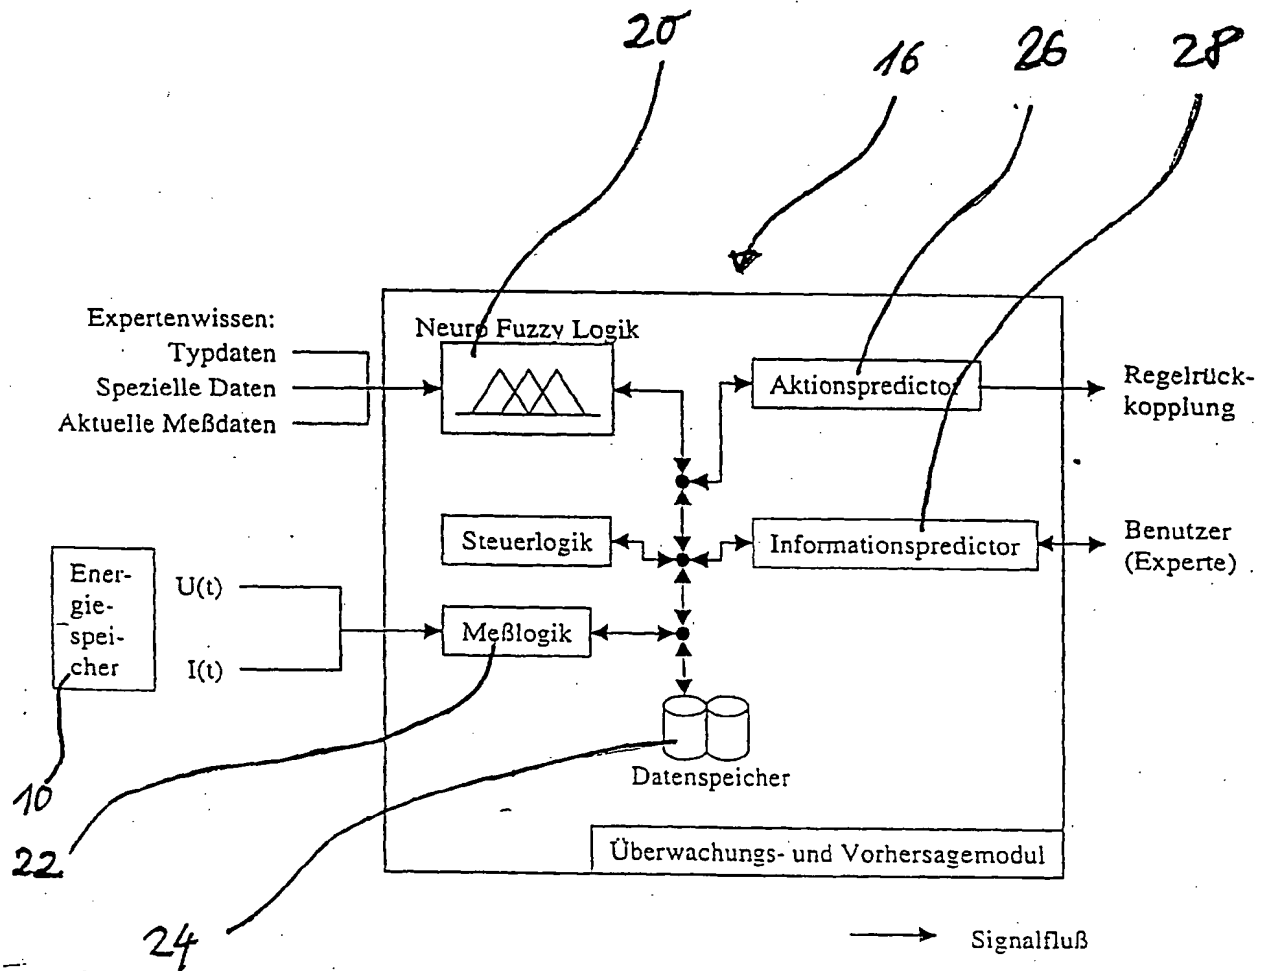 20
16
26
28
Expertenwissen:
Typdaten
Spezielle Daten
Aktuelle Meßdaten
Neuro Fuzzy Logik
Aktionspredictor
Regelrück-
kopplung
Steuerlogik
Informationspredictor
Benutzer
(Experte)
Ener-
gie-
spei-
cher
U(t)
I(t)
Meßlogik
Datenspeicher
10
22
24
Überwachungs- und Vorhersagemodul
Signalfluß